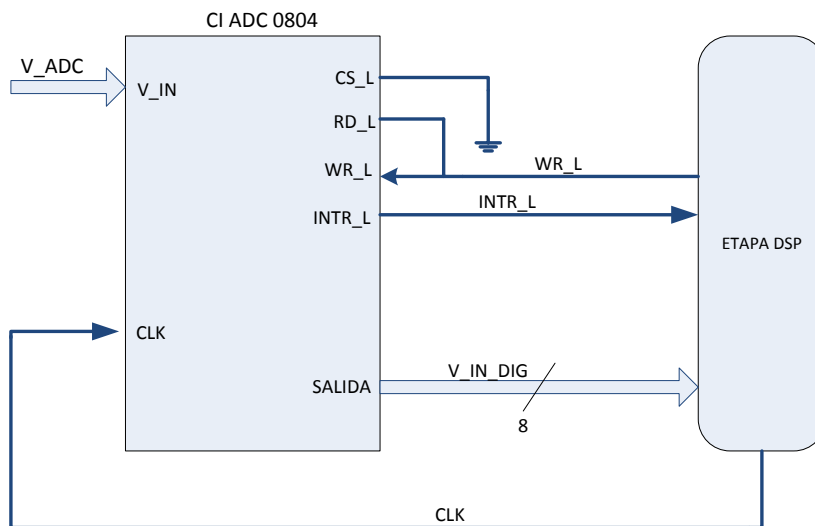 CI ADC 0804
V_ADC
V_IN
CS_L
RD_L
WR_L
WR_L
INTR_L
INTR_L
ETAPA DSP
CLK
SALIDA
V_IN_DIG
8
CLK